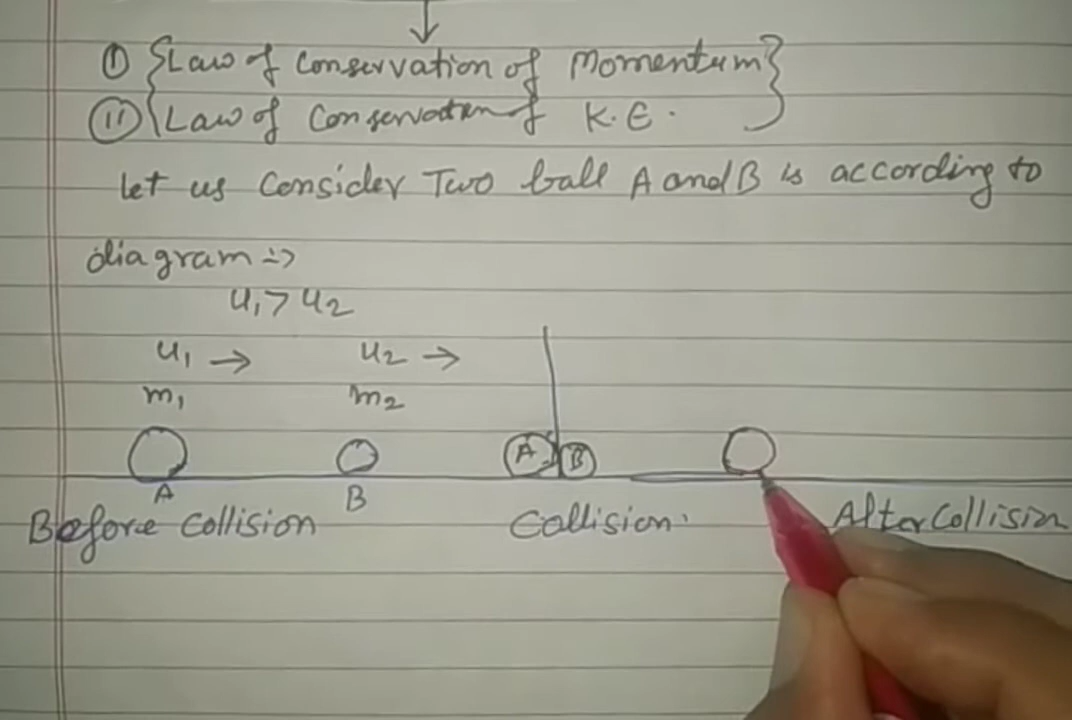 ① {Law of Conservation of Momentum}
⑪ Law of Conservation of K.E.
let us Consider Two ball A and B is according to
diagram :->
u₁ > u₂
u₁ → u₂ →
m₁ m₂
A B
A B
Before Collision Collision. After Collision